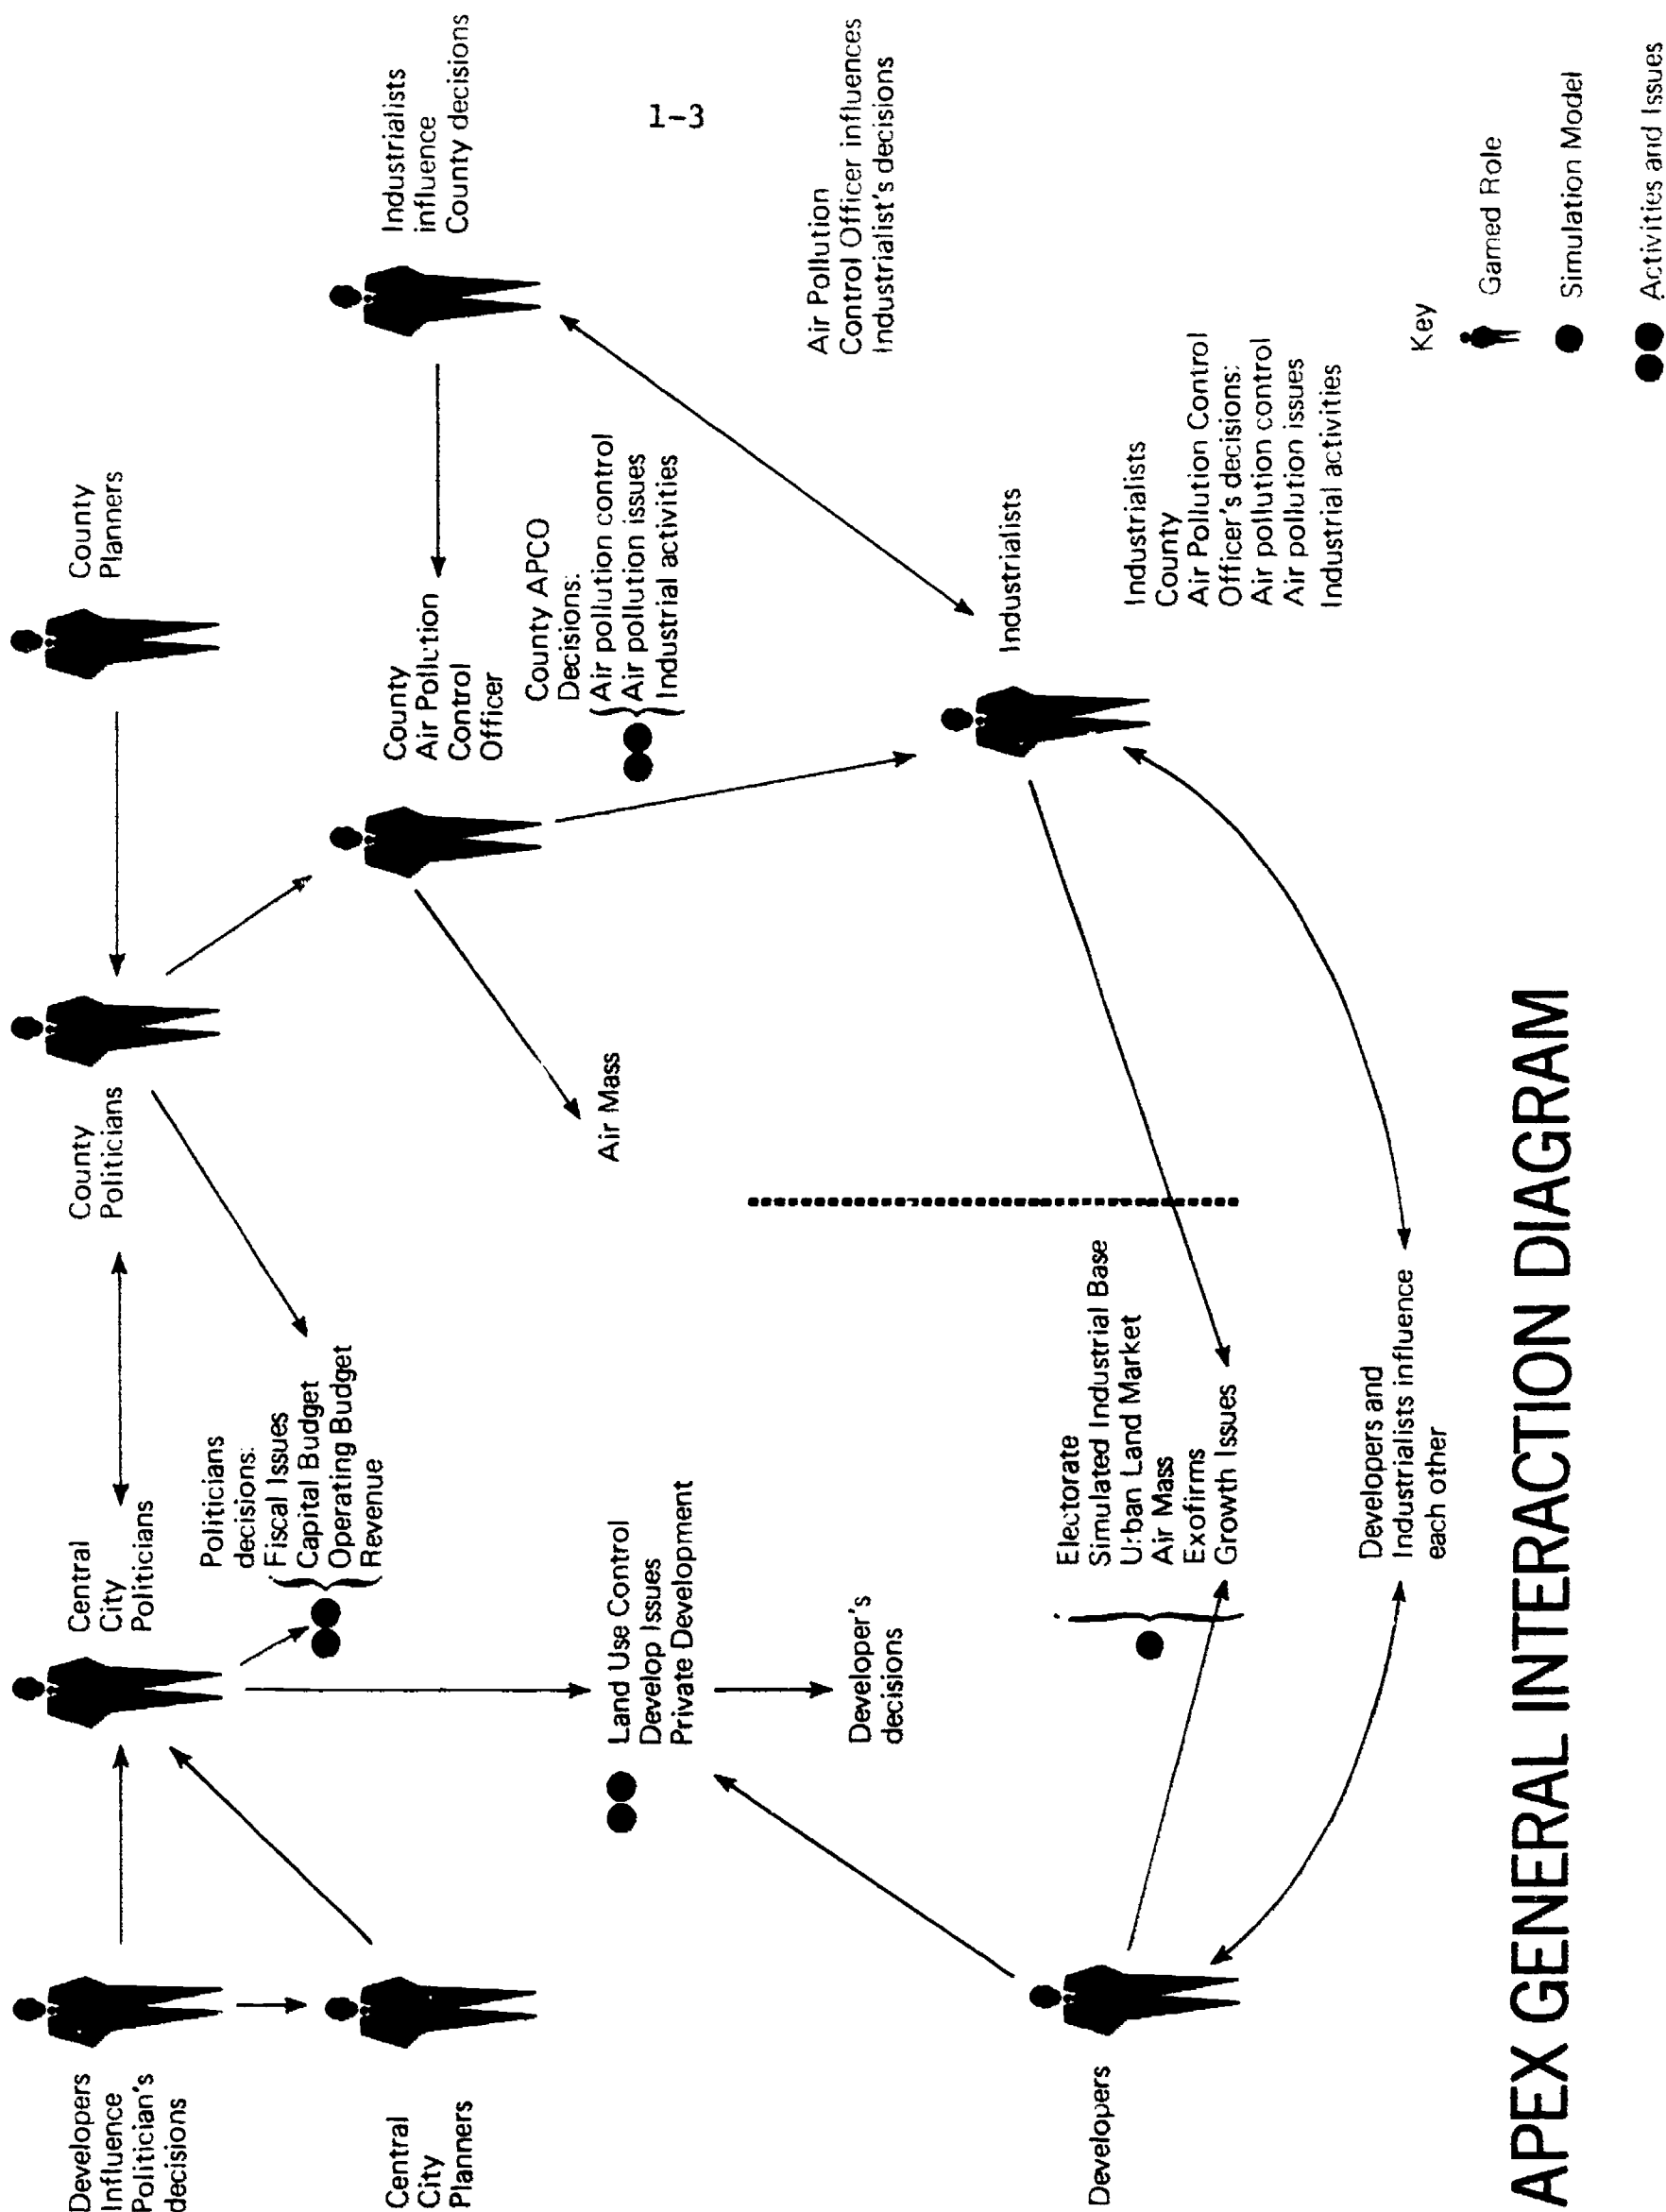 Developers
Influence
Politician's
decisions
Central
City
Politicians
County
Politicians
County
Planners
Politicians
decisions:
Fiscal Issues
Capital Budget
Operating Budget
Revenue
Central
City
Planners
County
Air Pollution
Control
Officer
Industrialists
influence
County decisions
County APCO
Decisions:
Air pollution control
Air pollution issues
Industrial activities
Land Use Control
Develop Issues
Private Development
Air Mass
1-3
Developer's
decisions
Air Pollution
Control Officer influences
Industrialist's decisions
Developers
Electorate
Simulated Industrial Base
Urban Land Market
Air Mass
Exofirms
Growth Issues
Industrialists
Industrialists
County
Air Pollution Control
Officer's decisions:
Air pollution control
Air pollution issues
Industrial activities
Developers and
Industrialists influence
each other
Key
Gamed Role
Simulation Model
Activities and Issues
APEX GENERAL INTERACTION DIAGRAM